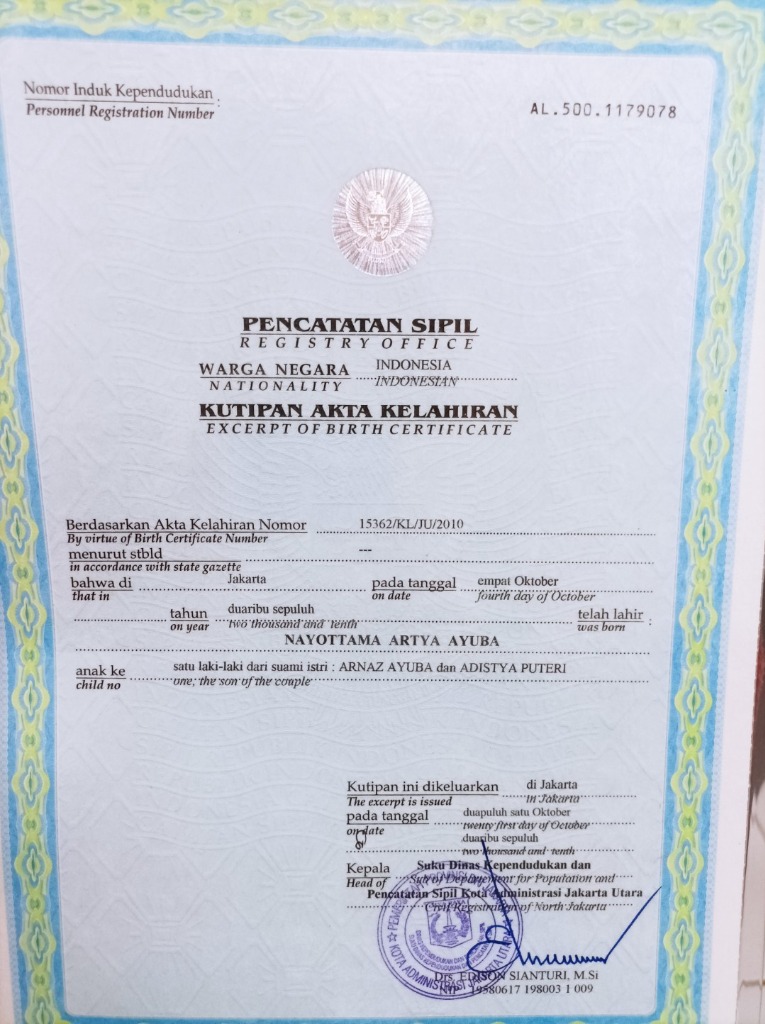 Nomor Induk Kependudukan :
Personnel Registration Number
AL.500.1179078
PENCATATAN SIPIL
REGISTRY OFFICE
WARGA NEGARA INDONESIA
NATIONALITY INDONESIAN
KUTIPAN AKTA KELAHIRAN
EXCERPT OF BIRTH CERTIFICATE
Berdasarkan Akta Kelahiran Nomor 15362/KL/JU/2010
By virtue of Birth Certificate Number
menurut stbld ---
in accordance with state gazette
bahwa di Jakarta pada tanggal empat Oktober
that in on date fourth day of October
tahun duaribu sepuluh telah lahir :
on year two thousand and tenth was born
NAYOTTAMA ARTYA AYUBA
anak ke satu laki-laki dari suami istri : ARNAZ AYUBA dan ADISTYA PUTERI
child no one, the son of the couple
Kutipan ini dikeluarkan di Jakarta
The excerpt is issued in Jakarta
pada tanggal duapuluh satu Oktober
on date twenty first day of October
duaribu sepuluh
two thousand and tenth
Kepala Suku Dinas Kependudukan dan
Head of Sub of Departement for Population and
Pencatatan Sipil Kota Administrasi Jakarta Utara
Civil Registration of North Jakarta
KOTA ADMINISTRASI JAKARTA UTARA
Drs. EDISON SIANTURI, M.Si
NIP 19580617 198003 1 009